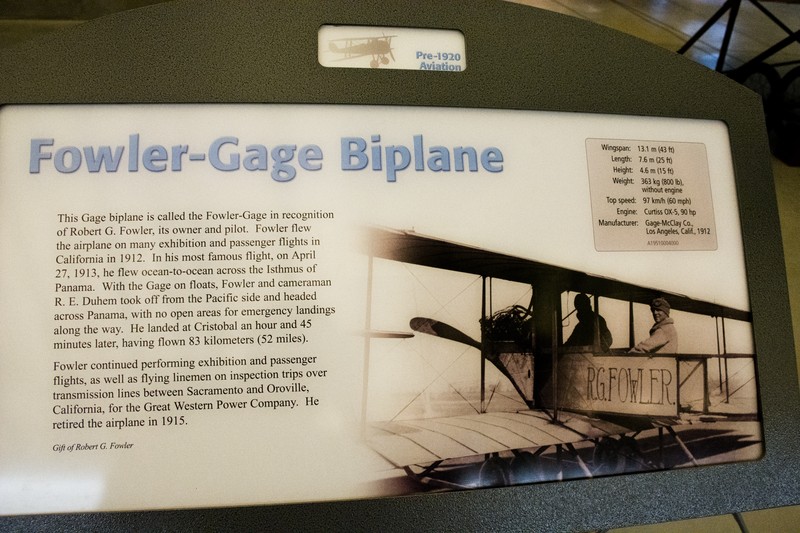 Pre-1920
Aviation
Fowler-Gage Biplane
This Gage biplane is called the Fowler-Gage in recognition
of Robert G. Fowler, its owner and pilot. Fowler flew
the airplane on many exhibition and passenger flights in
California in 1912. In his most famous flight, on April
27, 1913, he flew ocean-to-ocean across the Isthmus of
Panama. With the Gage on floats, Fowler and cameraman
R. E. Duhem took off from the Pacific side and headed
across Panama, with no open areas for emergency landings
along the way. He landed at Cristobal an hour and 45
minutes later, having flown 83 kilometers (52 miles).
Fowler continued performing exhibition and passenger
flights, as well as flying linemen on inspection trips over
transmission lines between Sacramento and Oroville,
California, for the Great Western Power Company. He
retired the airplane in 1915.
Gift of Robert G. Fowler
Wingspan: 13.1 m (43 ft)
Length: 7.6 m (25 ft)
Height: 4.6 m (15 ft)
Weight: 363 kg (800 lb),
without engine
Top speed: 97 km/h (60 mph)
Engine: Curtiss OX-5, 90 hp
Manufacturer: Gage-McClay Co.,
Los Angeles, Calif., 1912
A19510004000
R.G. FOWLER.